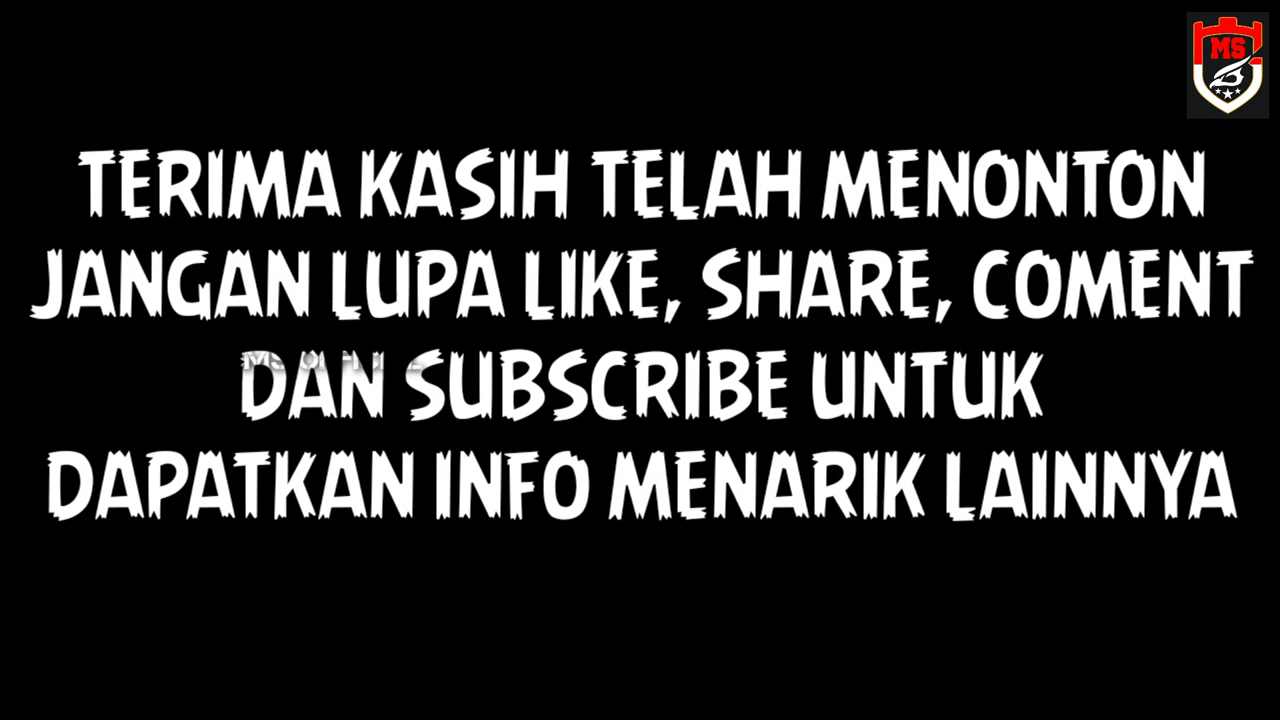 MS
TERIMA KASIH TELAH MENONTON
JANGAN LUPA LIKE, SHARE, COMENT
DAN SUBSCRIBE UNTUK
DAPATKAN INFO MENARIK LAINNYA